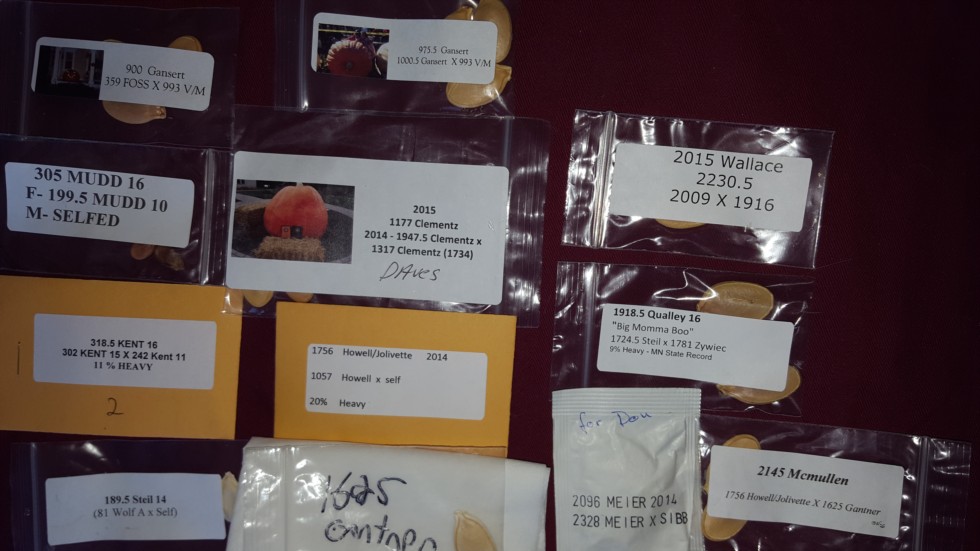 900 Gansert
359 FOSS X 993 V/M
975.5 Gansert
1000.5 Gansert X 993 V/M
305 MUDD 16
F- 199.5 MUDD 10
M- SELFED
2015
1177 Clementz
2014 - 1947.5 Clementz x
1317 Clementz (1734)
DAves
2015 Wallace
2230.5
2009 X 1916
318.5 KENT 16
302 KENT 15 X 242 Kent 11
11 % HEAVY
2
1756 Howell/Jolivette 2014
1057 Howell x self
20% Heavy
1918.5 Qualley 16
"Big Momma Boo"
1724.5 Steil x 1781 Zywiec
9% Heavy - MN State Record
189.5 Steil 14
(81 Wolf A x Self)
1625
Gantner
for Don
2096 MEIER 2014
2328 MEIER X SIBB
2145 Mcmullen
1756 Howell/Jolivette X 1625 Gantner